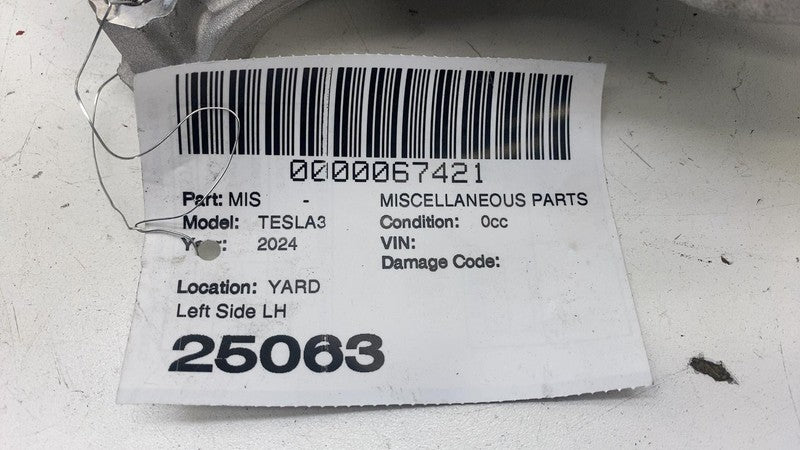 0000067421
Part: MIS - MISCELLANEOUS PARTS
Model: TESLA3 Condition: 0cc
Year: 2024 VIN:
Damage Code:
Location: YARD
Left Side LH
25063